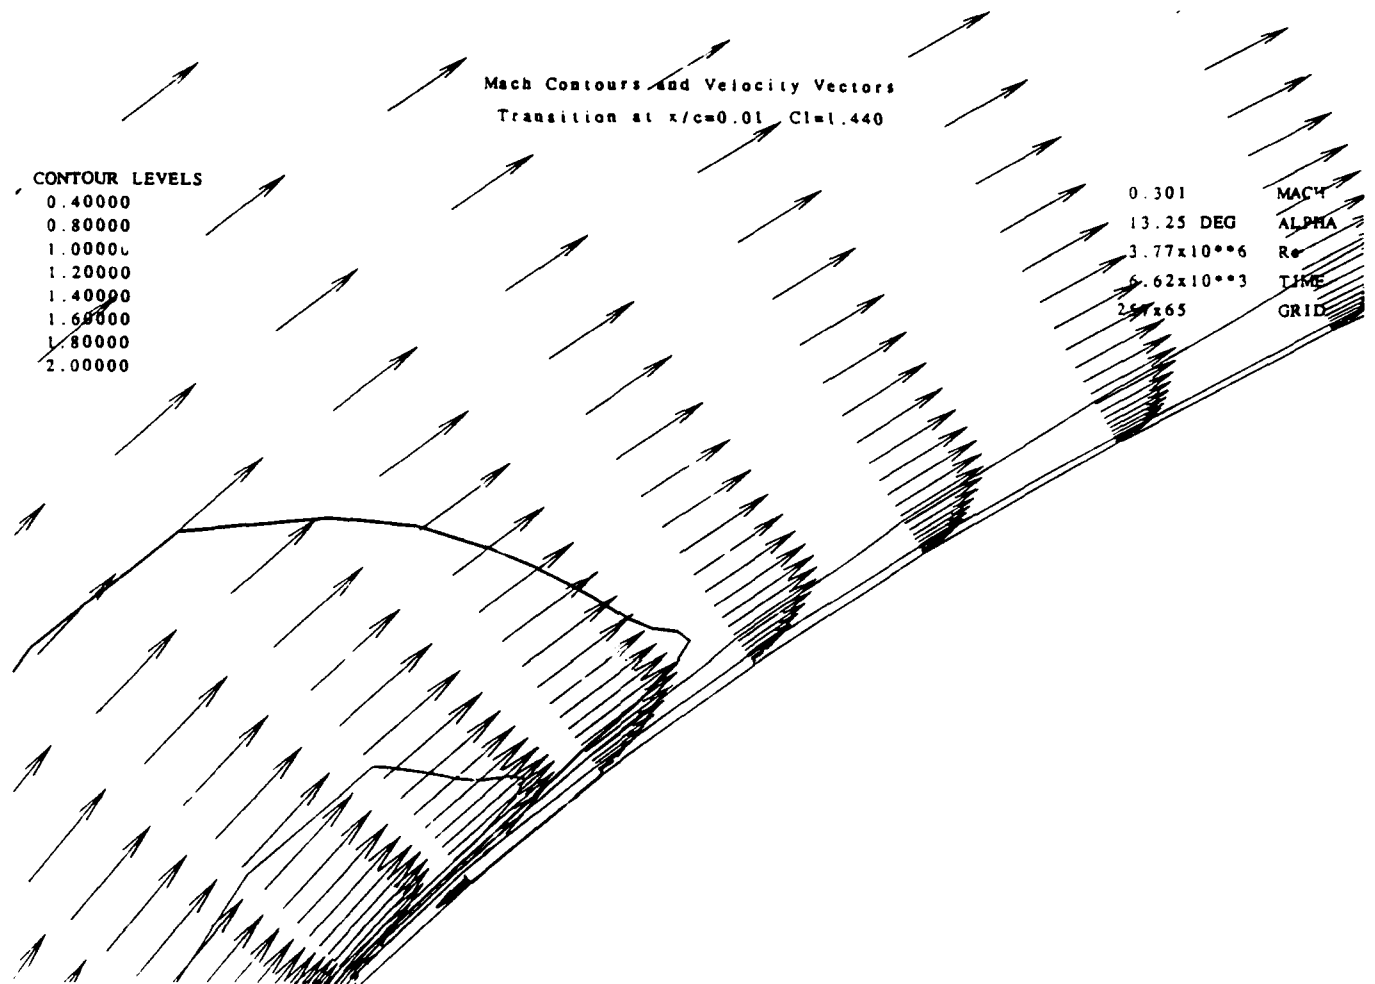 Mach Contours and Velocity Vectors
Transition at x/c=0.01 Cl=1.440
CONTOUR LEVELS
0.40000
0.80000
1.00000
1.20000
1.40000
1.60000
1.80000
2.00000
0.301 MACH
13.25 DEG ALPHA
3.77x10**6 Re
6.62x10**3 TIME
GRID